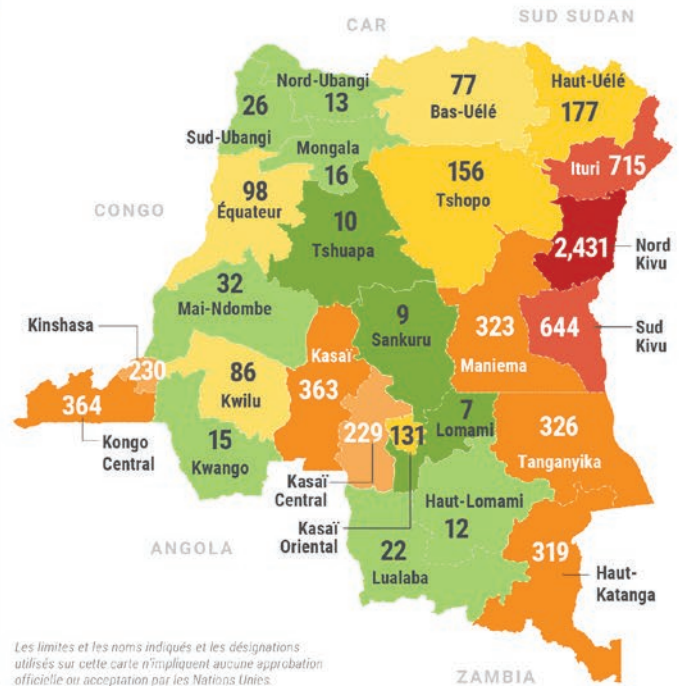 SUD SUDAN
CAR
Nord-Ubangi
13
26
Sud-Ubangi
77
Bas-Uélé
Haut-Uélé
177
Mongala
16
Ituri 715
156
Tshopo
98
Équateur
CONGO
10
Tshuapa
2,431
Nord
Kivu
32
Mai-Ndombe
9
Sankuru
323
Maniema
644
Sud
Kivu
Kinshasa
230
Kasaï
363
86
Kwilu
364
Kongo
Central
15
Kwango
229
Kasaï
Central
131
Kasaï
Oriental
7
Lomami
326
Tanganyika
Haut-Lomami
12
ANGOLA
22
Lualaba
319
Haut-
Katanga
Les limites et les noms indiqués et les désignations
utilisés sur cette carte n'impliquent aucune approbation
officielle ou acceptation par les Nations Unies.
ZAMBIA